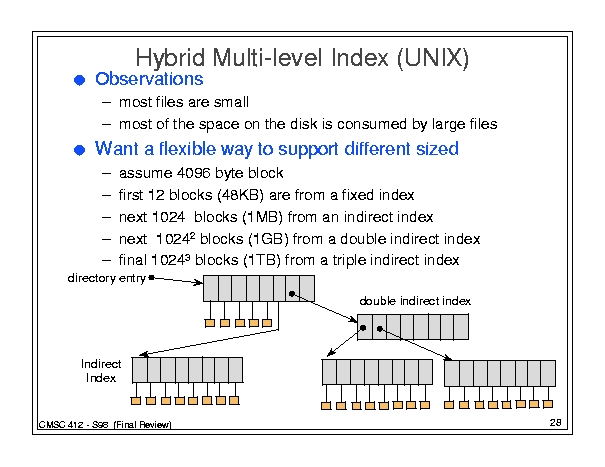 Hybrid Multi-level Index (UNIX)
● Observations
– most files are small
– most of the space on the disk is consumed by large files
● Want a flexible way to support different sized
– assume 4096 byte block
– first 12 blocks (48KB) are from a fixed index
– next 1024 blocks (1MB) from an indirect index
– next 1024² blocks (1GB) from a double indirect index
– final 1024³ blocks (1TB) from a triple indirect index
directory entry
double indirect index
Indirect
Index
CMSC 412 - S98 (Final Review)
28